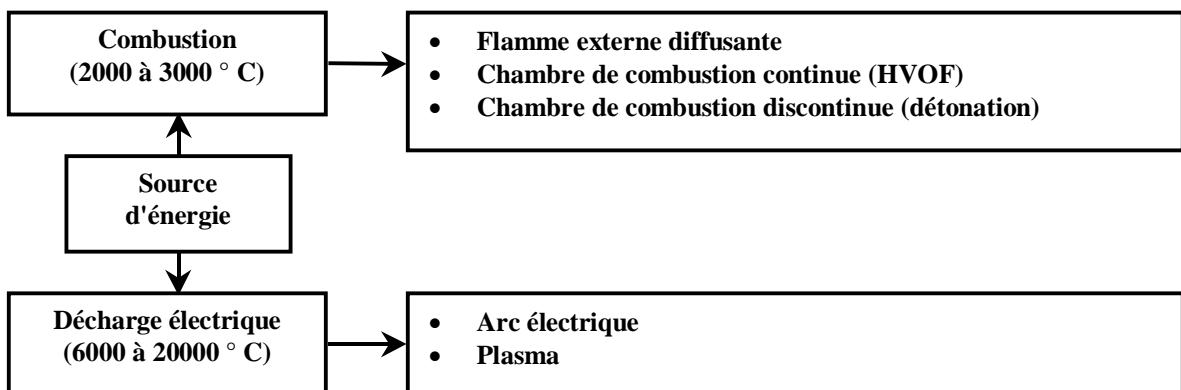 Combustion
(2000 à 3000 ° C)
• Flamme externe diffusante
• Chambre de combustion continue (HVOF)
• Chambre de combustion discontinue (détonation)
Source
d'énergie
Décharge électrique
(6000 à 20000 ° C)
• Arc électrique
• Plasma